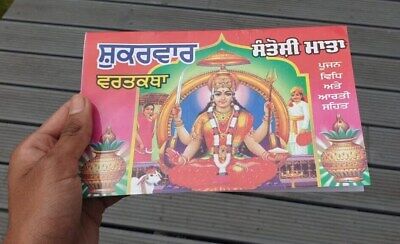 ਸ਼ੁਕਰਵਾਰ
ਵਰਤਕਥਾ
ਸੰਤੋਸੀ ਮਾਤਾ
ਪੂਜਨ
ਵਿਧਿ
ਅਤੇ
ਆਰਤੀ
ਸਹਿਤ